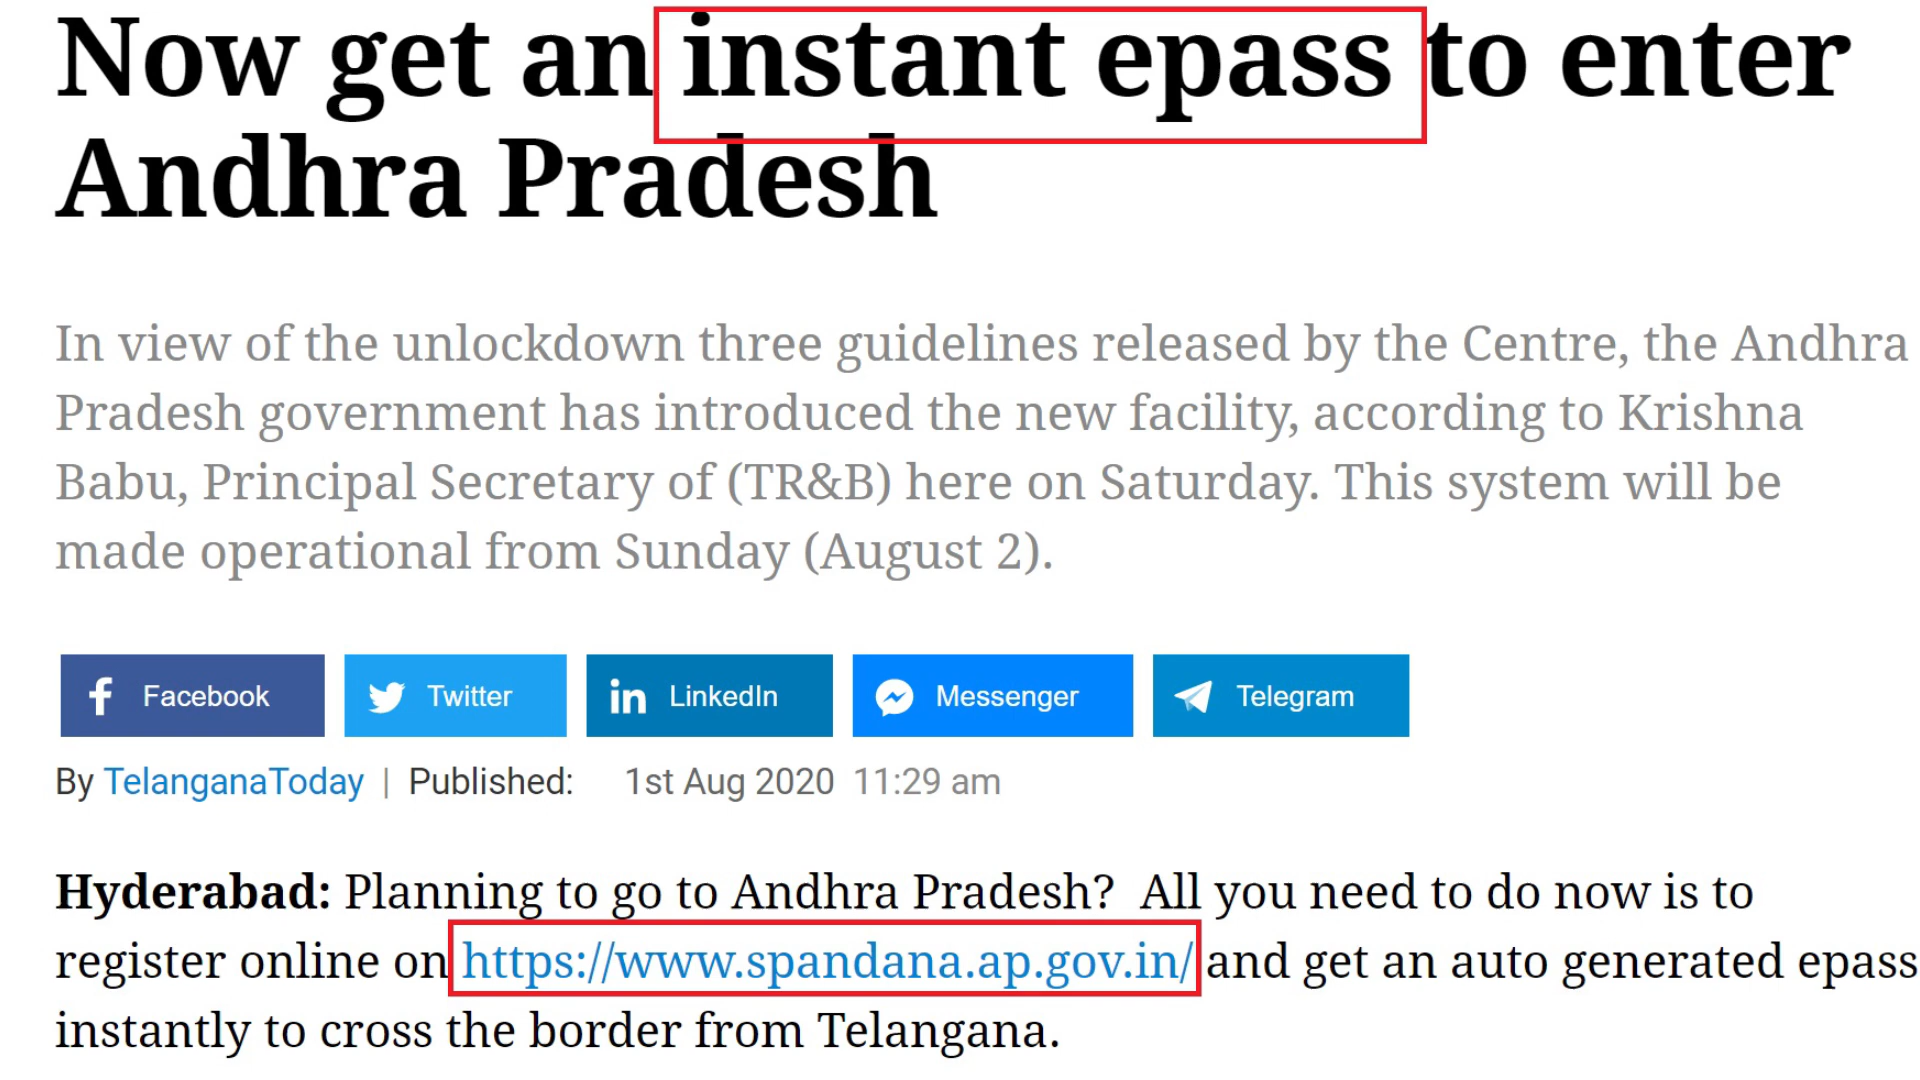 Now get an instant epass to enter
Andhra Pradesh
In view of the unlockdown three guidelines released by the Centre, the Andhra
Pradesh government has introduced the new facility, according to Krishna
Babu, Principal Secretary of (TR&B) here on Saturday. This system will be
made operational from Sunday (August 2).
Facebook Twitter LinkedIn Messenger Telegram
By TelanganaToday | Published: 1st Aug 2020 11:29 am
Hyderabad: Planning to go to Andhra Pradesh? All you need to do now is to
register online on https://www.spandana.ap.gov.in/ and get an auto generated epass
instantly to cross the border from Telangana.